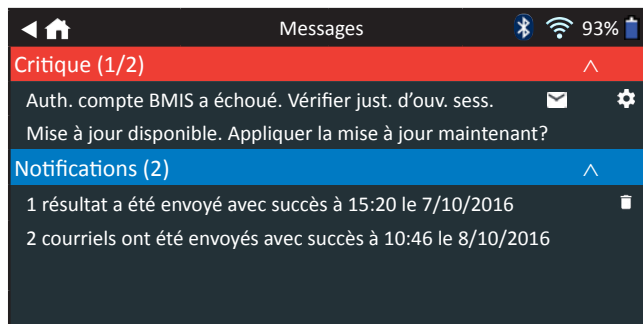 Messages 93%
Critique (1/2)
Auth. compte BMIS a échoué. Vérifier just. d'ouv. sess.
Mise à jour disponible. Appliquer la mise à jour maintenant?
Notifications (2)
1 résultat a été envoyé avec succès à 15:20 le 7/10/2016
2 courriels ont été envoyés avec succès à 10:46 le 8/10/2016